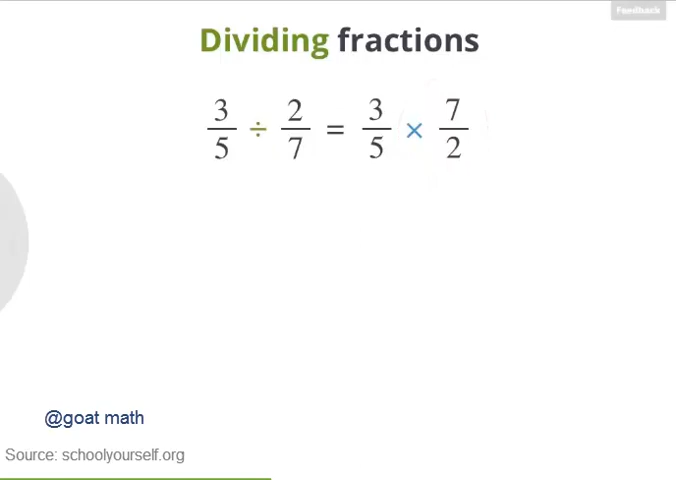 Feedback
Dividing fractions
3/5 ÷ 2/7 = 3/5 × 7/2
@goat math
Source: schoolyourself.org